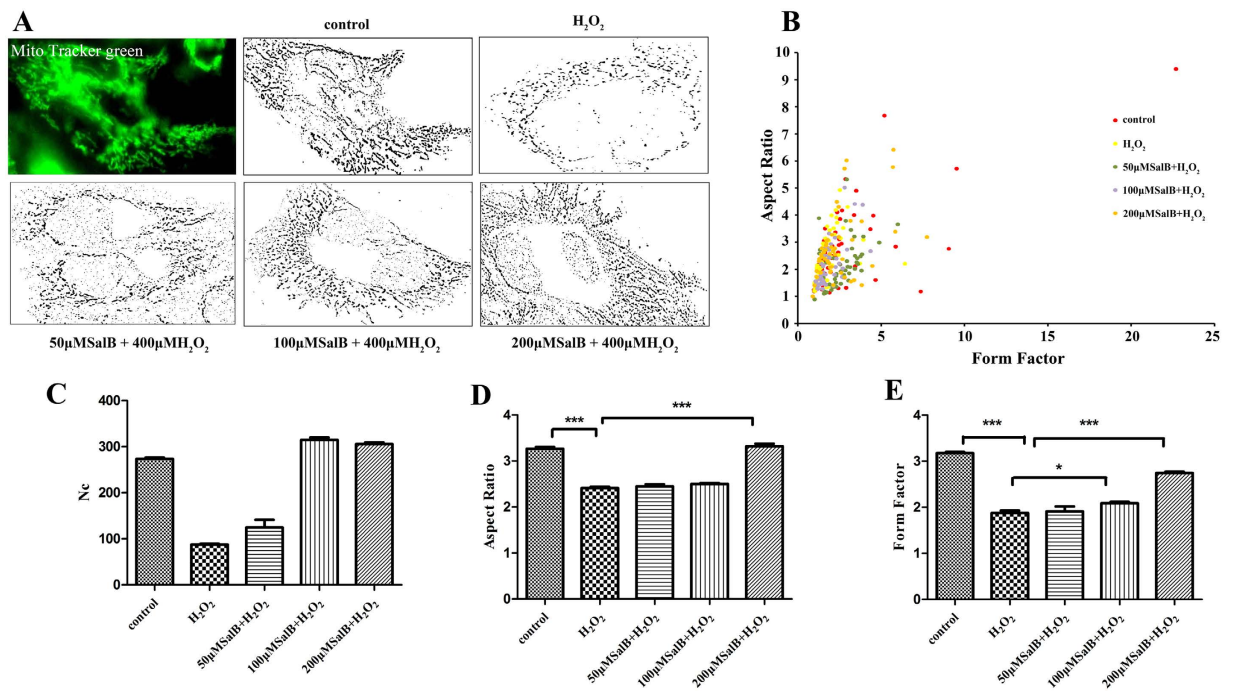 A
control
H₂O₂
Mito Tracker green
50μMSalB + 400μMH₂O₂
100μMSalB + 400μMH₂O₂
200μMSalB + 400μMH₂O₂
B
Aspect Ratio
10
9
8
7
6
5
4
3
2
1
0
0
5
10
15
20
25
Form Factor
control
H₂O₂
50μMSalB+H₂O₂
100μMSalB+H₂O₂
200μMSalB+H₂O₂
C
Nc
400
300
200
100
0
control
H₂O₂
50μMSalB+H₂O₂
100μMSalB+H₂O₂
200μMSalB+H₂O₂
D
Aspect Ratio
4
3
2
1
0
***
***
control
H₂O₂
50μMSalB+H₂O₂
100μMSalB+H₂O₂
200μMSalB+H₂O₂
E
Form Factor
4
3
2
1
0
***
***
*
control
H₂O₂
50μMSalB+H₂O₂
100μMSalB+H₂O₂
200μMSalB+H₂O₂